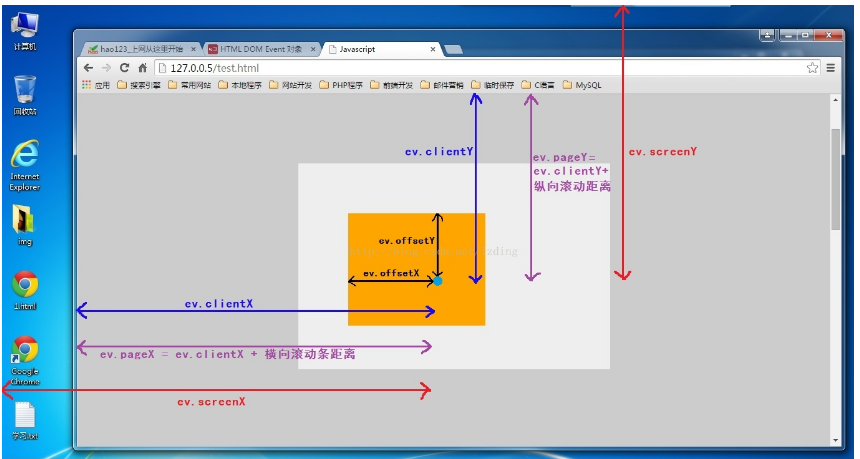 计算机
回收站
Internet
Explorer
img
Google
Chrome
学习.txt
hao123_上网从这里开始
HTML DOM Event 对象
Javascript
127.0.0.5/test.html
应用 搜索引擎 常用网站 本地程序 网站开发 PHP程序 前端开发 邮件营销 临时保存 C语言 MySQL
ev.clientY
ev.pageY=
ev.clientY+
纵向滚动距离
ev.screenY
ev.offsetY
ev.offsetX
ev.clientX
ev.pageX = ev.clientX + 横向滚动条距离
ev.screenX